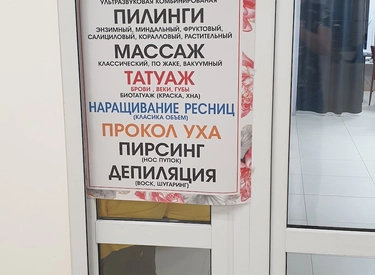 УЛЬТРАЗВУКОВАЯ КОМБИНИРОВАННАЯ
ПИЛИНГИ
ЭНЗИМНЫЙ, МИНДАЛЬНЫЙ, ФРУКТОВЫЙ,
САЛИЦИЛОВЫЙ, КОРАЛЛОВЫЙ, РАСТИТЕЛЬНЫЙ
МАССАЖ
КЛАССИЧЕСКИЙ, ПО ЖАКЕ, ВАКУУМНЫЙ
ТАТУАЖ
БРОВИ , ВЕКИ, ГУБЫ
БИОТАТУАЖ (КРАСКА, ХНА)
НАРАЩИВАНИЕ РЕСНИЦ
(КЛАСИКА ОБЪЕМ)
ПРОКОЛ УХА
ПИРСИНГ
(НОС ПУПОК)
ДЕПИЛЯЦИЯ
(ВОСК, ШУГАРИНГ)